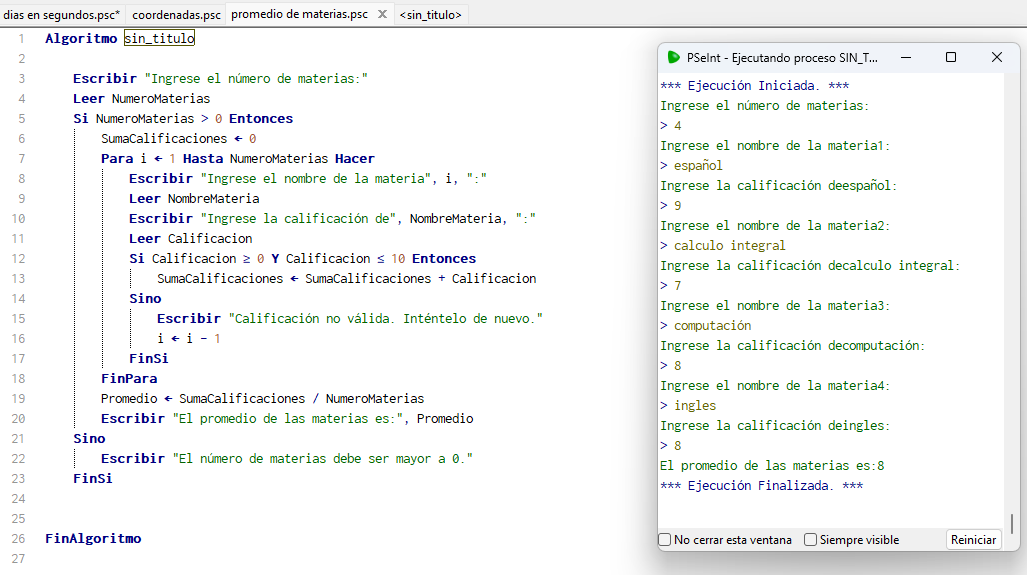 dias en segundos.psc* coordenadas.psc promedio de materias.psc <sin_titulo>
1 Algoritmo sin_titulo
2
3 Escribir "Ingrese el número de materias:"
4 Leer NumeroMaterias
5 Si NumeroMaterias > 0 Entonces
6 SumaCalificaciones ← 0
7 Para i ← 1 Hasta NumeroMaterias Hacer
8 Escribir "Ingrese el nombre de la materia", i, ":"
9 Leer NombreMateria
10 Escribir "Ingrese la calificación de", NombreMateria, ":"
11 Leer Calificacion
12 Si Calificacion ≥ 0 Y Calificacion ≤ 10 Entonces
13 SumaCalificaciones ← SumaCalificaciones + Calificacion
14 Sino
15 Escribir "Calificación no válida. Inténtelo de nuevo."
16 i ← i - 1
17 FinSi
18 FinPara
19 Promedio ← SumaCalificaciones / NumeroMaterias
20 Escribir "El promedio de las materias es:", Promedio
21 Sino
22 Escribir "El número de materias debe ser mayor a 0."
23 FinSi
24
25
26 FinAlgoritmo
27
PSeInt - Ejecutando proceso SIN_T...
*** Ejecución Iniciada. ***
Ingrese el número de materias:
> 4
Ingrese el nombre de la materia1:
> español
Ingrese la calificación deespañol:
> 9
Ingrese el nombre de la materia2:
> calculo integral
Ingrese la calificación decalculo integral:
> 7
Ingrese el nombre de la materia3:
> computación
Ingrese la calificación decomputación:
> 8
Ingrese el nombre de la materia4:
> ingles
Ingrese la calificación deingles:
> 8
El promedio de las materias es:8
*** Ejecución Finalizada. ***
No cerrar esta ventana Siempre visible Reiniciar